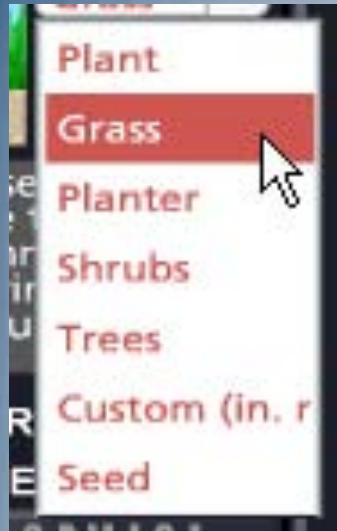 Plant
Grass
Planter
Shrubs
Trees
Custom (in. r
Seed